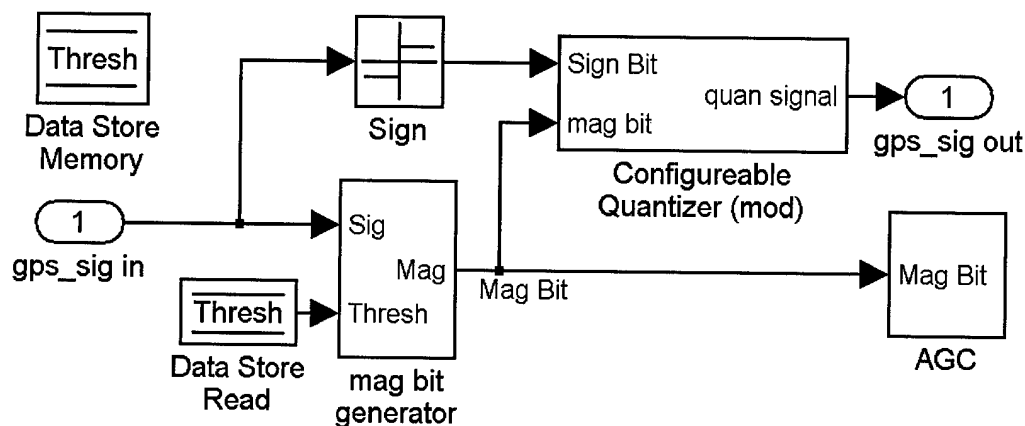 Thresh
Data Store
Memory
Sign
Sign Bit
mag bit
quan signal
Configureable
Quantizer (mod)
1
gps_sig out
1
gps_sig in
Sig
Mag
Thresh
mag bit
generator
Thresh
Data Store
Read
Mag Bit
Mag Bit
AGC